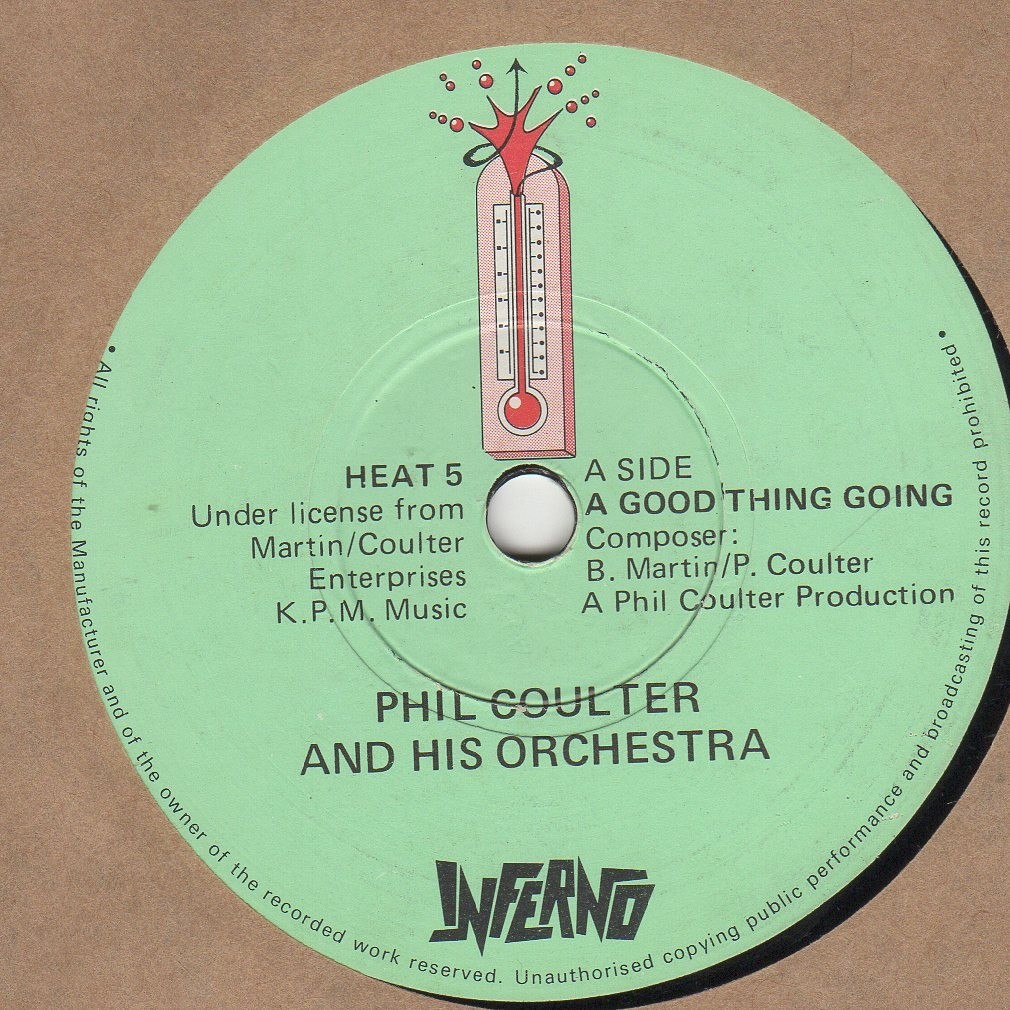 HEAT 5
Under license from
Martin/Coulter
Enterprises
K.P.M. Music
A SIDE
A GOOD THING GOING
Composer:
B. Martin/P. Coulter
A Phil Coulter Production
PHIL COULTER
AND HIS ORCHESTRA
INFERNO
• All rights of the Manufacturer and of the owner of the recorded work reserved. Unauthorised copying public performance and broadcasting of this record prohibited •